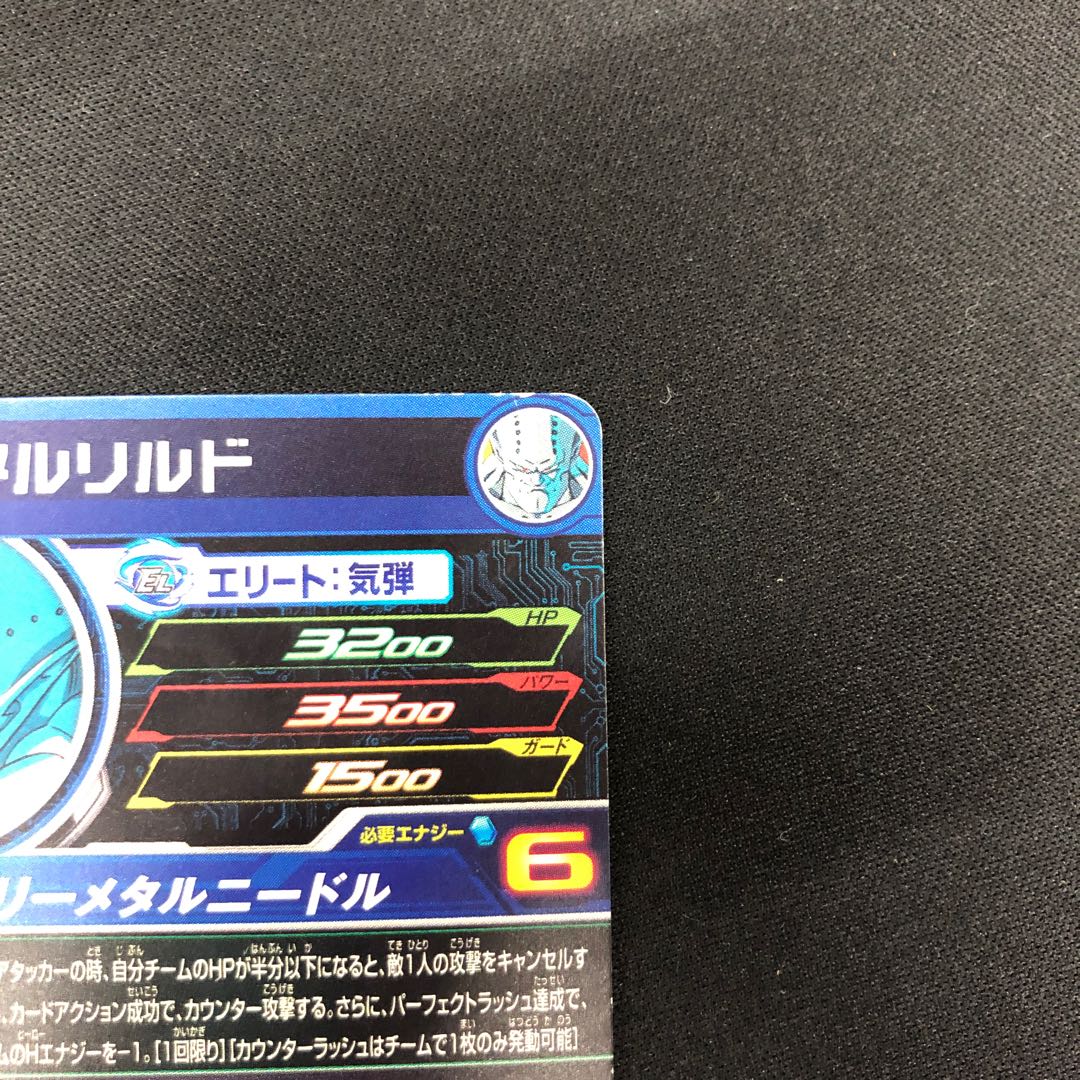 タルリルド
EL エリート：気弾
HP
3200
パワー
3500
ガード
1500
必要エナジー 6
リーメタルニードル
アタッカーの時、自分チームのHPが半分以下になると、敵1人の攻撃をキャンセルす
、カードアクション成功で、カウンター攻撃する。さらに、パーフェクトラッシュ達成で、
ムのHエナジーを-1。[1回限り][カウンターラッシュはチームで1枚のみ発動可能]